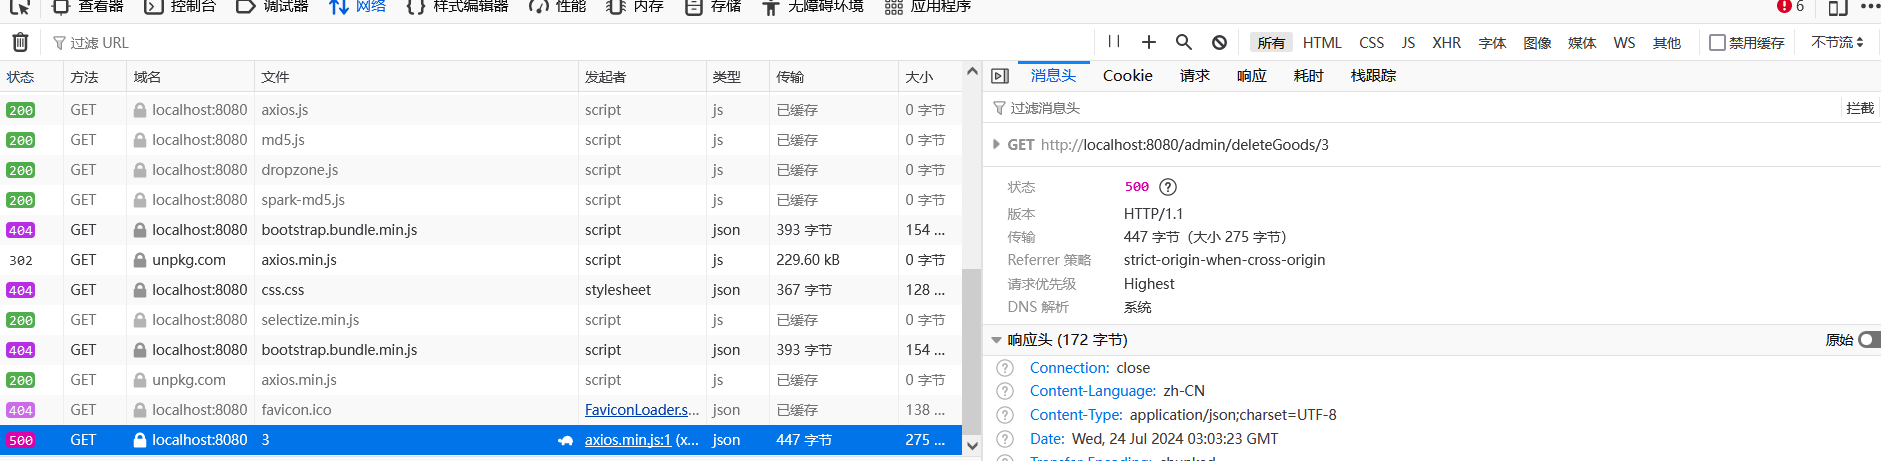 查看器 控制台 调试器 网络 样式编辑器 性能 内存 存储 无障碍环境 应用程序 6
过滤 URL
所有 HTML CSS JS XHR 字体 图像 媒体 WS 其他 禁用缓存 不节流
状态 方法 域名 文件 发起者 类型 传输 大小
200 GET localhost:8080 axios.js script js 已缓存 0 字节
200 GET localhost:8080 md5.js script js 已缓存 0 字节
200 GET localhost:8080 dropzone.js script js 已缓存 0 字节
200 GET localhost:8080 spark-md5.js script js 已缓存 0 字节
404 GET localhost:8080 bootstrap.bundle.min.js script json 393 字节 154 ...
302 GET unpkg.com axios.min.js script js 229.60 kB 0 字节
404 GET localhost:8080 css.css stylesheet json 367 字节 128 ...
200 GET localhost:8080 selectize.min.js script js 已缓存 0 字节
404 GET localhost:8080 bootstrap.bundle.min.js script json 393 字节 154 ...
200 GET unpkg.com axios.min.js script js 已缓存 0 字节
404 GET localhost:8080 favicon.ico FaviconLoader.s... json 已缓存 138 ...
500 GET localhost:8080 3 axios.min.js:1 (x... json 447 字节 275 ...
消息头 Cookie 请求 响应 耗时 栈跟踪
过滤消息头 拦截
GET http://localhost:8080/admin/deleteGoods/3
状态 500
版本 HTTP/1.1
传输 447 字节（大小 275 字节）
Referrer 策略 strict-origin-when-cross-origin
请求优先级 Highest
DNS 解析 系统
响应头 (172 字节) 原始
Connection: close
Content-Language: zh-CN
Content-Type: application/json;charset=UTF-8
Date: Wed, 24 Jul 2024 03:03:23 GMT
Transfer-Encoding: chunked